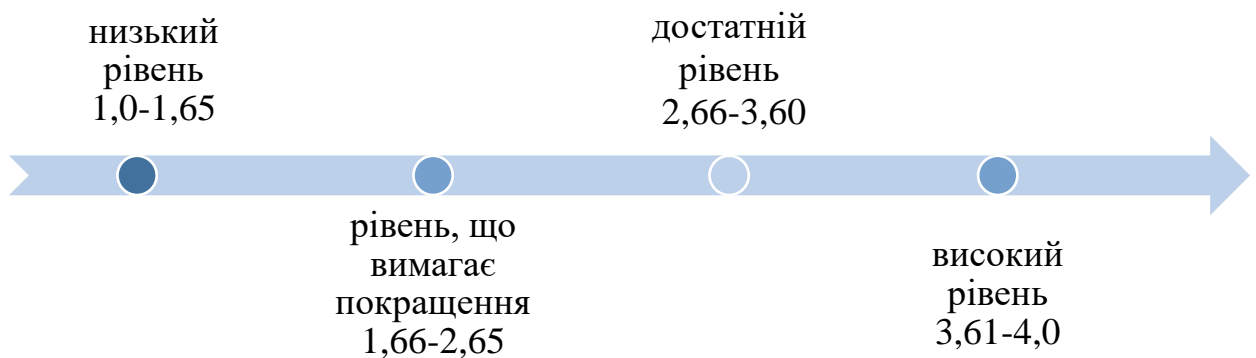 низький
рівень
1,0-1,65
рівень, що
вимагає
покращення
1,66-2,65
достатній
рівень
2,66-3,60
високий
рівень
3,61-4,0